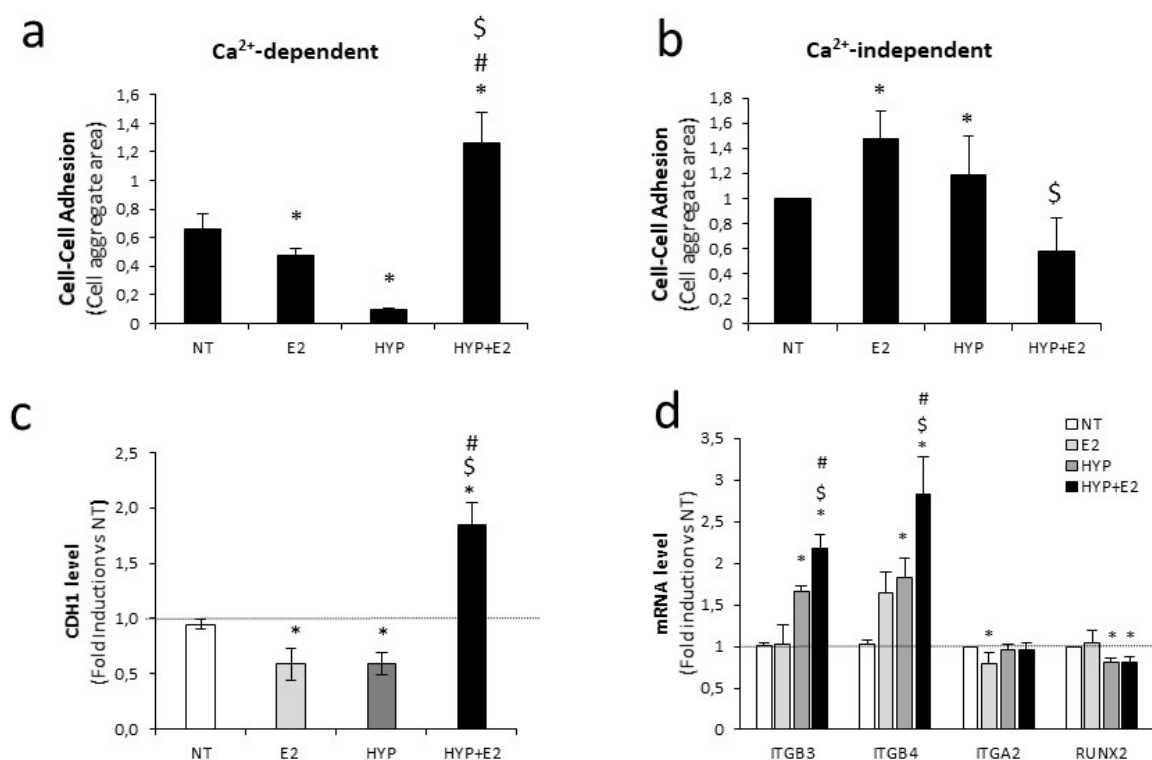 a
Ca2+-dependent
Cell-Cell Adhesion
(Cell aggregate area)
1,6
1,4
1,2
1
0,8
0,6
0,4
0,2
0
*
*
$
#
*
NT E2 HYP HYP+E2
b
Ca2+-independent
Cell-Cell Adhesion
(Cell aggregate area)
1,8
1,6
1,4
1,2
1
0,8
0,6
0,4
0,2
0
*
*
$
NT E2 HYP HYP+E2
c
CDH1 level
(Fold Induction vs NT)
2,5
2,0
1,5
1,0
0,5
0,0
*
*
#
$
*
NT E2 HYP HYP+E2
d
mRNA level
(Fold induction vs NT)
3,5
3
2,5
2
1,5
1
0,5
0
*
#
$
*
*
#
$
*
*
*
*
NT
E2
HYP
HYP+E2
ITGB3 ITGB4 ITGA2 RUNX2